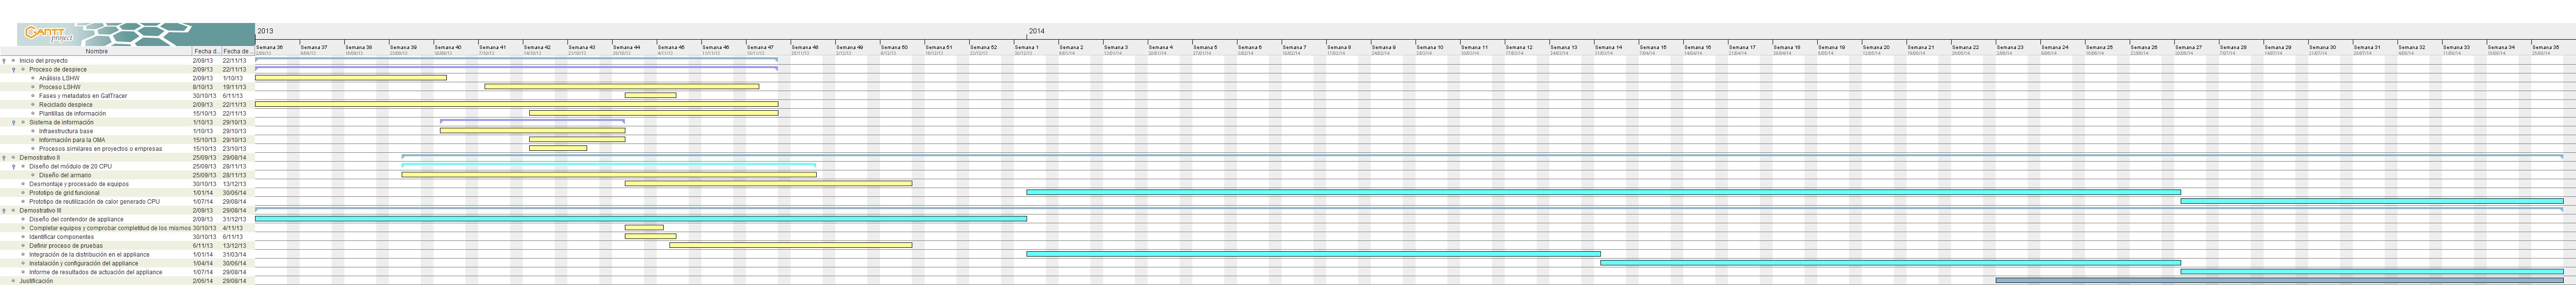 GANTT project
2013
2014
Nombre Fecha d... Fecha de ...
Semana 36 Semana 37 Semana 38 Semana 39 Semana 40 Semana 41 Semana 42 Semana 43 Semana 44 Semana 45 Semana 46 Semana 47 Semana 48 Semana 49 Semana 50 Semana 51 Semana 52 Semana 1 Semana 2 Semana 3 Semana 4 Semana 5 Semana 6 Semana 7 Semana 8 Semana 9 Semana 10 Semana 11 Semana 12 Semana 13 Semana 14 Semana 15 Semana 16 Semana 17 Semana 18 Semana 19 Semana 20 Semana 21 Semana 22 Semana 23 Semana 24 Semana 25 Semana 26 Semana 27 Semana 28 Semana 29 Semana 30 Semana 31 Semana 32 Semana 33 Semana 34 Semana 35
Inicio del proyecto 2/09/13 22/11/13
Proceso de despiece 2/09/13 22/11/13
Análisis LSHW 2/09/13 1/10/13
Proceso LSHW 8/10/13 19/11/13
Fases y metadatos en GatTracer 30/10/13 6/11/13
Reciclado despiece 2/09/13 22/11/13
Plantillas de información 15/10/13 22/11/13
Sistema de información 1/10/13 29/10/13
Infraestructura base 1/10/13 29/10/13
Información para la OMA 15/10/13 29/10/13
Procesos similares en proyectos o empresas 15/10/13 23/10/13
Demostrativo II 25/09/13 29/08/14
Diseño del módulo de 20 CPU 25/09/13 28/11/13
Diseño del armario 25/09/13 28/11/13
Desmontaje y procesado de equipos 30/10/13 13/12/13
Prototipo de grid funcional 1/01/14 30/06/14
Prototipo de reutilización de calor generado CPU 1/07/14 29/08/14
Demostrativo III 2/09/13 29/08/14
Diseño del contendor de appliance 2/09/13 31/12/13
Completar equipos y comprobar completitud de los mismos 30/10/13 4/11/13
Identificar componentes 30/10/13 6/11/13
Definir proceso de pruebas 6/11/13 13/12/13
Integración de la distribución en el appliance 1/01/14 31/03/14
Instalación y configuración del appliance 1/04/14 30/06/14
Informe de resultados de actuación del appliance 1/07/14 29/08/14
Justificación 2/06/14 29/08/14